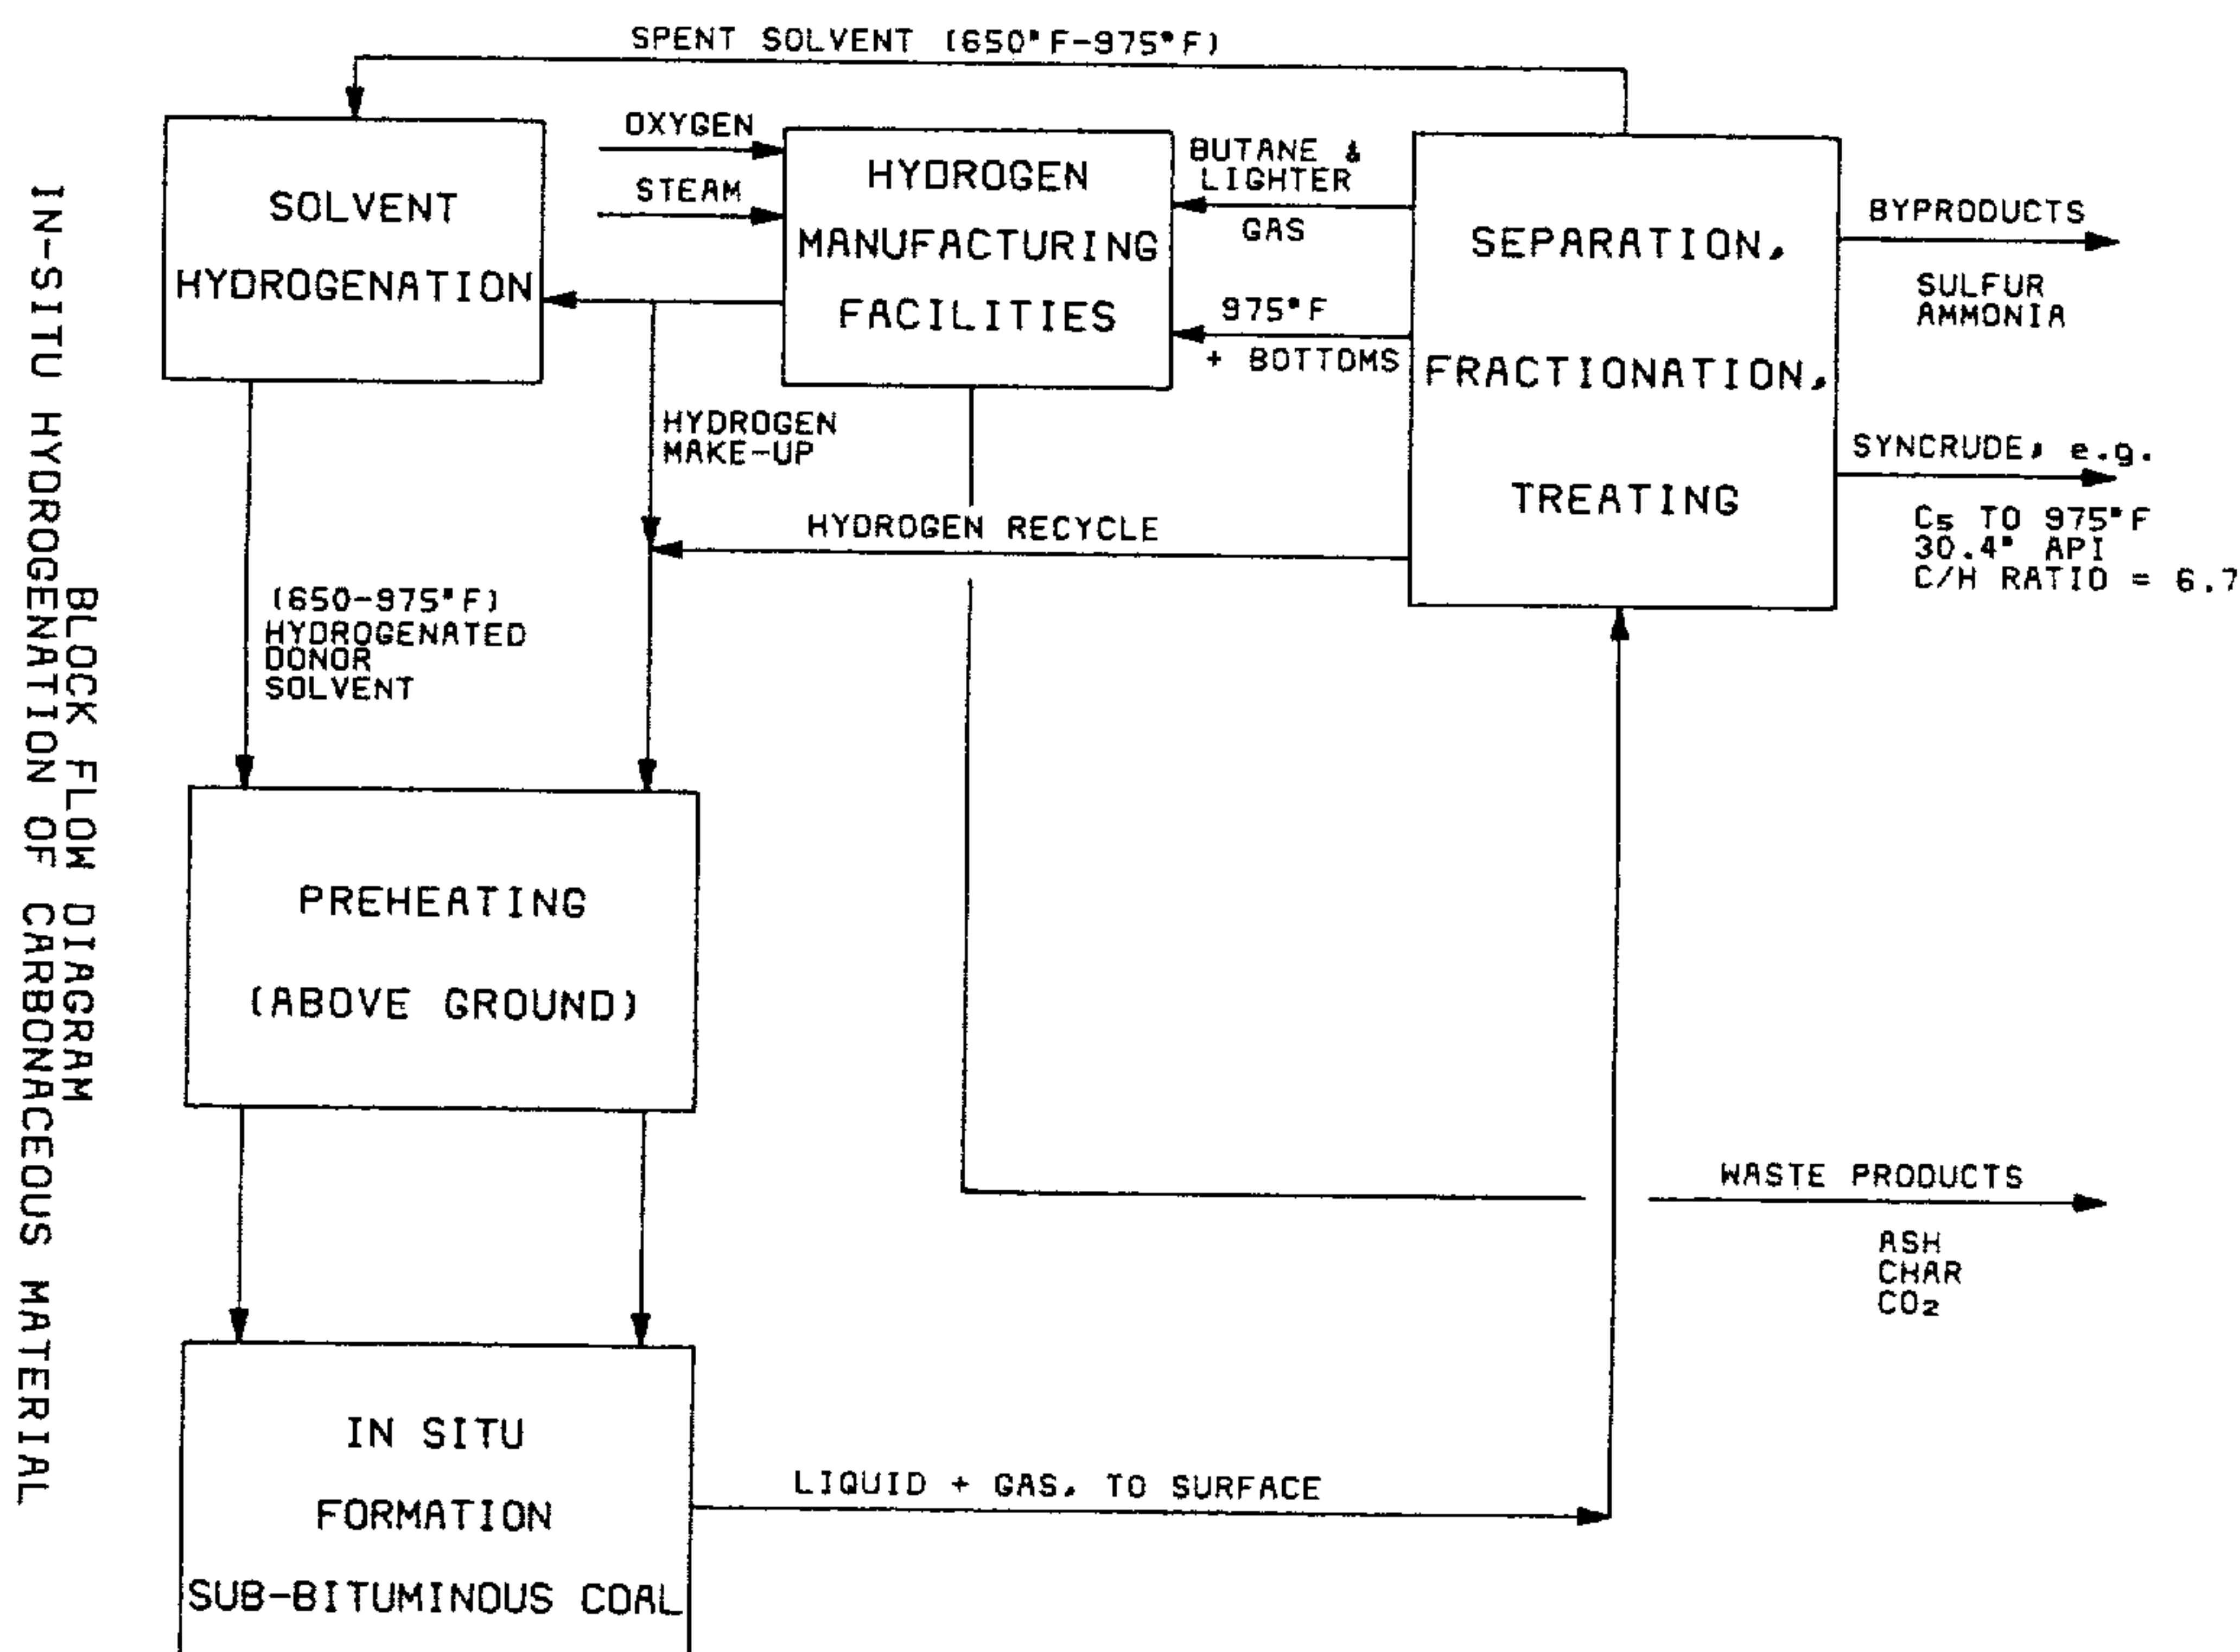 BLOCK FLOW DIAGRAM
IN-SITU HYDROGENATION OF CARBONACEOUS MATERIAL
SPENT SOLVENT (650°F-975°F)
SOLVENT
HYDROGENATION
OXYGEN
STEAM
HYDROGEN
MANUFACTURING
FACILITIES
BUTANE &
LIGHTER
GAS
975°F
+ BOTTOMS
SEPARATION,
FRACTIONATION,
TREATING
BYPRODUCTS
SULFUR
AMMONIA
SYNCRUDE, e.g.
C₅ TO 975°F
30.4° API
C/H RATIO = 6.7
HYDROGEN
MAKE-UP
HYDROGEN RECYCLE
(650-975°F)
HYDROGENATED
DONOR
SOLVENT
PREHEATING
(ABOVE GROUND)
WASTE PRODUCTS
ASH
CHAR
CO₂
IN SITU
FORMATION
SUB-BITUMINOUS COAL
LIQUID + GAS, TO SURFACE